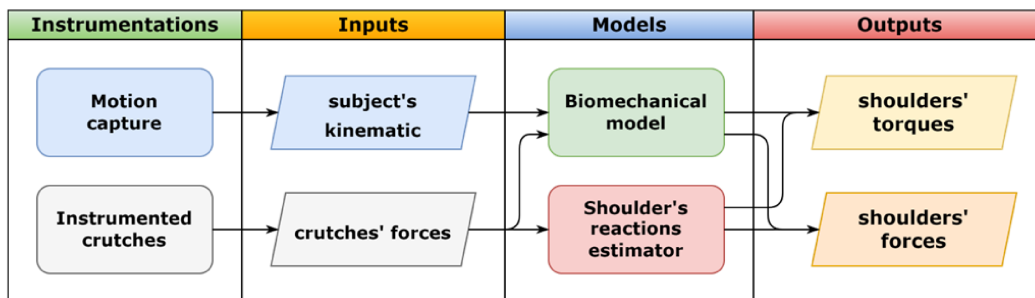 Instrumentations
Inputs
Models
Outputs
Motion
capture
subject's
kinematic
Biomechanical
model
shoulders'
torques
Instrumented
crutches
crutches' forces
Shoulder's
reactions
estimator
shoulders'
forces